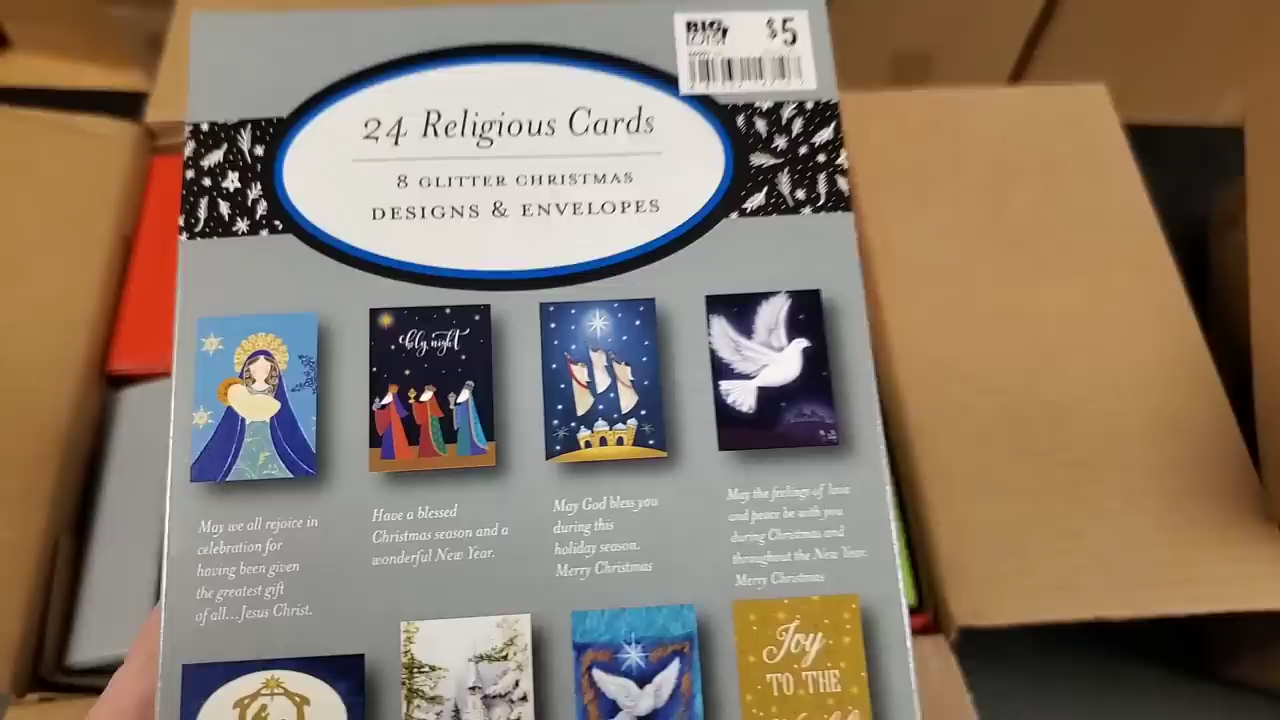 BIG LOTS!
$5
24 Religious Cards
8 GLITTER CHRISTMAS
DESIGNS & ENVELOPES
holy night
May we all rejoice in
celebration for
having been given
the greatest gift
of all...Jesus Christ.
Have a blessed
Christmas season and a
wonderful New Year.
May God bless you
during this
holiday season.
Merry Christmas
May the feelings of love
and peace be with you
during Christmas and
throughout the New Year.
Merry Christmas
Joy
TO THE